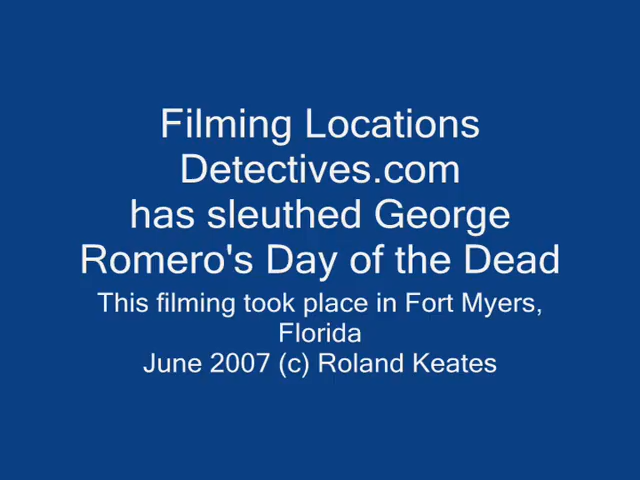 Filming Locations
Detectives.com
has sleuthed George
Romero's Day of the Dead
This filming took place in Fort Myers,
Florida
June 2007 (c) Roland Keates